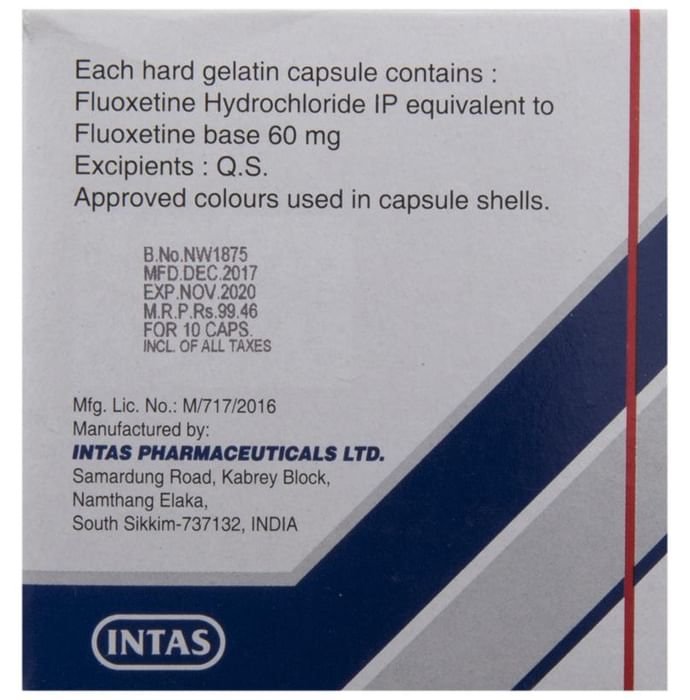 Each hard gelatin capsule contains :
Fluoxetine Hydrochloride IP equivalent to
Fluoxetine base 60 mg
Excipients : Q.S.
Approved colours used in capsule shells.
B.No.NW1875
MFD.DEC.2017
EXP.NOV.2020
M.R.P.Rs.99.46
FOR 10 CAPS.
INCL. OF ALL TAXES
Mfg. Lic. No.: M/717/2016
Manufactured by:
INTAS PHARMACEUTICALS LTD.
Samardung Road, Kabrey Block,
Namthang Elaka,
South Sikkim-737132, INDIA
INTAS